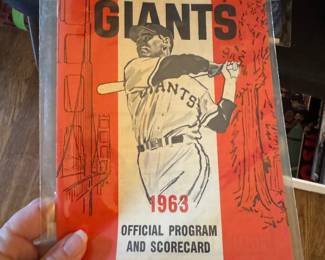 GIANTS
GIANTS
1963
OFFICIAL PROGRAM
AND SCORECARD